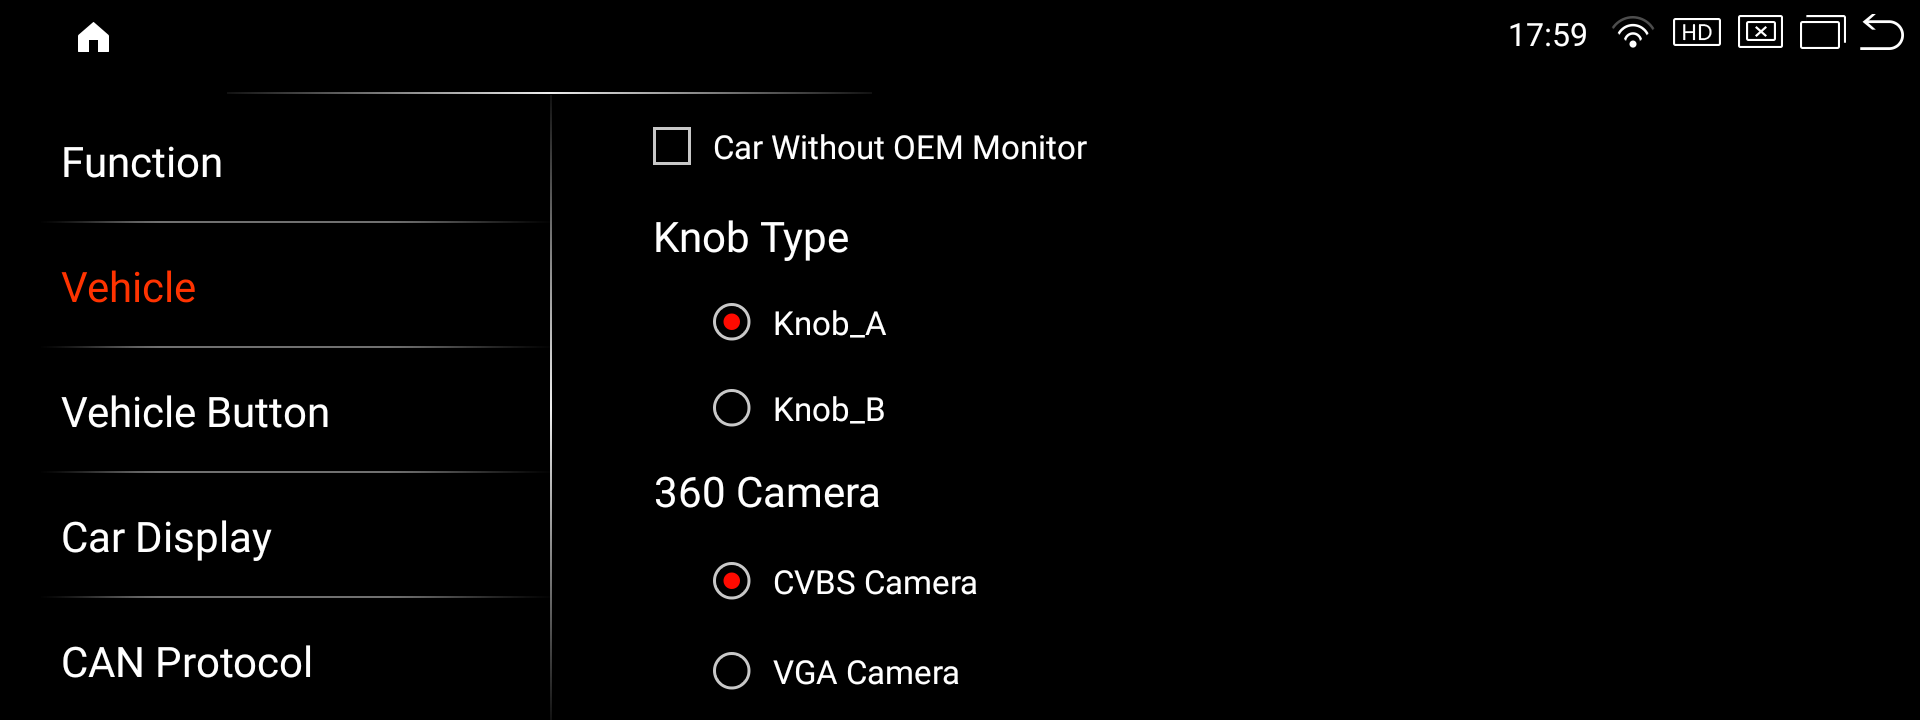 17:59
HD
Function
Vehicle
Vehicle Button
Car Display
CAN Protocol
Car Without OEM Monitor
Knob Type
Knob_A
Knob_B
360 Camera
CVBS Camera
VGA Camera